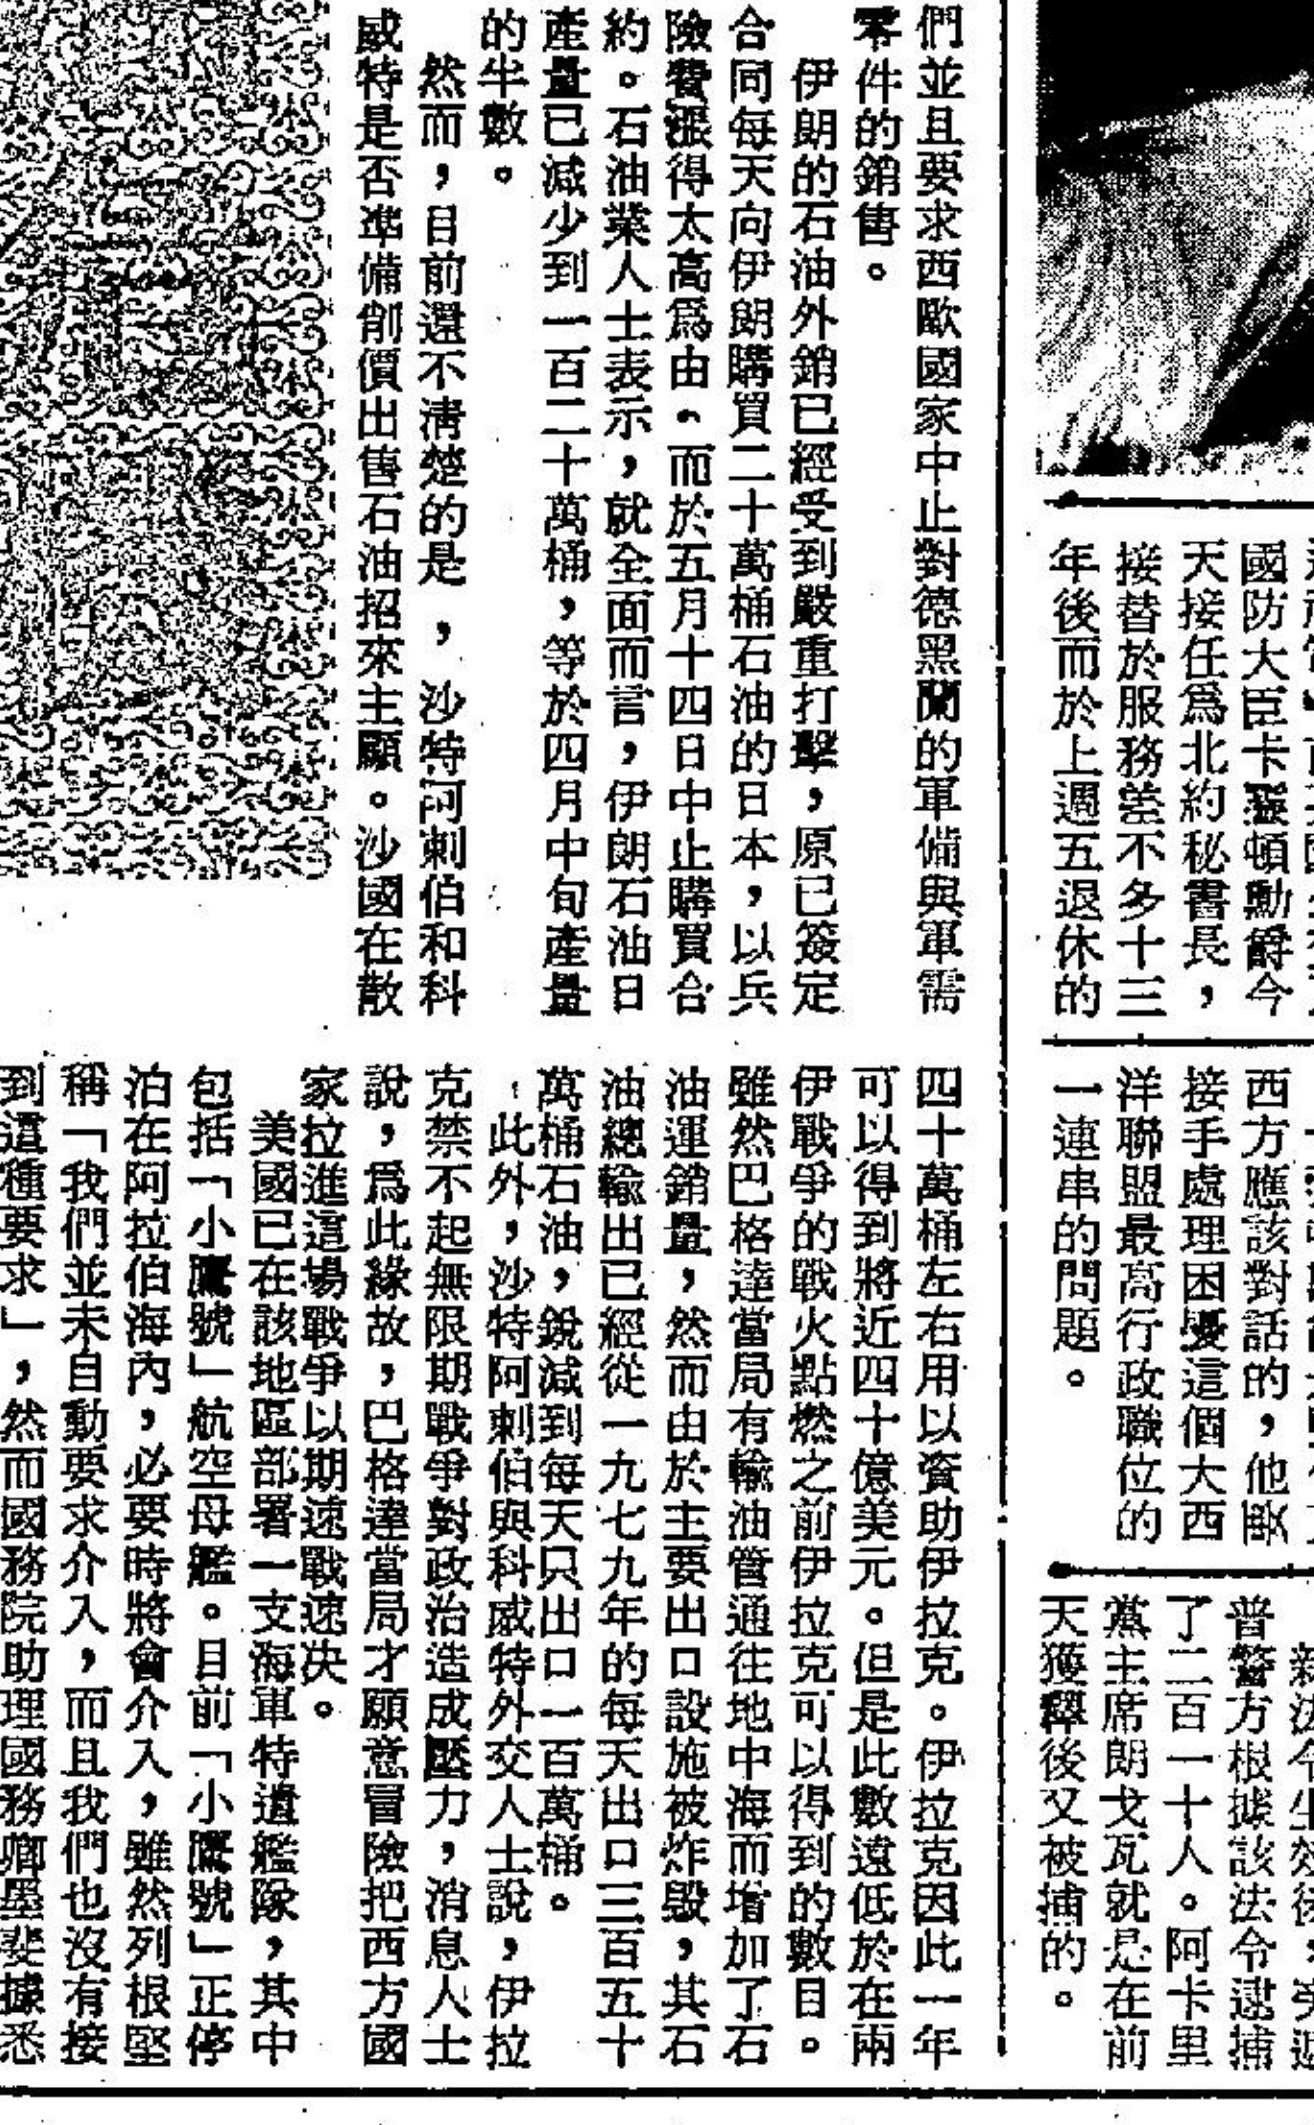 國防大臣卡靈頓勳爵今
天接任爲北約秘書長，
接替於服務差不多十三
年後而於上週五退休的
西方應該對話的，他
接手處理困擾這個大西
洋聯盟最高行政職位的
一連串的問題。
普警方根據該法令逮捕
了二百一十人。阿卡里
黨主席朗戈瓦就是在前
天獲釋後又被捕的。
們並且要求西歐國家中止對德黑蘭的軍備與軍需
零件的銷售。
伊朗的石油外銷已經受到嚴重打擊，原已簽定
合同每天向伊朗購買二十萬桶石油的日本，以兵
險費漲得太高爲由，而於五月十四日中止購買合
約。石油業人士表示，就全面而言，伊朗石油日
產量已減少到一百二十萬桶，等於四月中旬產量
的半數。
然而，目前還不清楚的是，沙特阿剌伯和科
威特是否準備削價出售石油招來主顧。沙國在散
四十萬桶左右用以資助伊拉克。伊拉克因此一年
可以得到將近四十億美元。但是此數遠低於在兩
伊戰爭的戰火點燃之前伊拉克可以得到的數目。
雖然巴格達當局有輸油管通往地中海而增加了石
油運銷量，然而由於主要出口設施被炸毀，其石
油總輸出已經從一九七九年的每天出口三百五十
萬桶石油，銳減到每天只出口一百萬桶。
此外，沙特阿剌伯與科威特外交人士說，伊拉
克禁不起無限期戰爭對政治造成壓力，消息人士
說，爲此緣故，巴格達當局才願意冒險把西方國
家拉進這場戰爭以期速戰速決。
美國已在該地區部署一支海軍特遣艦隊，其中
包括「小鷹號」航空母艦。目前「小鷹號」正停
泊在阿拉伯海內，必要時將會介入，雖然列根堅
稱「我們並未自動要求介入，而且我們也沒有接
到這種要求」，然而國務院助理國務卿墨斐據悉